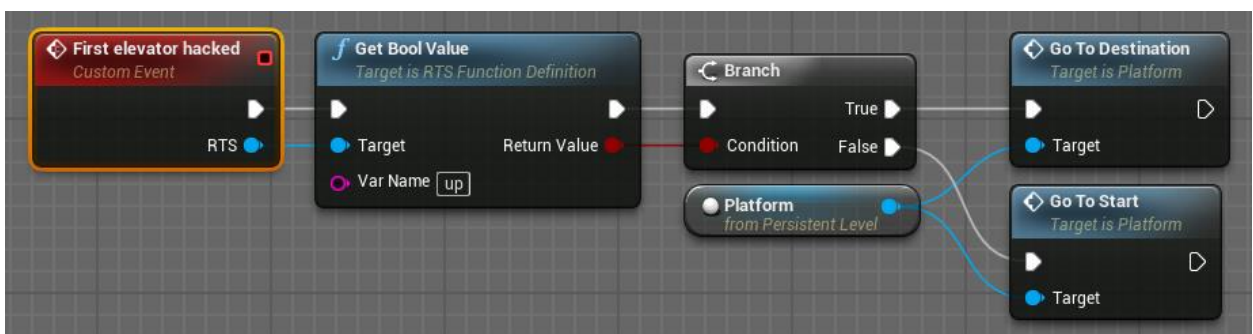 First elevator hacked
Custom Event
RTS
f Get Bool Value
Target is RTS Function Definition
Target
Return Value
Var Name up
Branch
True
Condition
False
Platform
from Persistent Level
Go To Destination
Target is Platform
Target
Go To Start
Target is Platform
Target